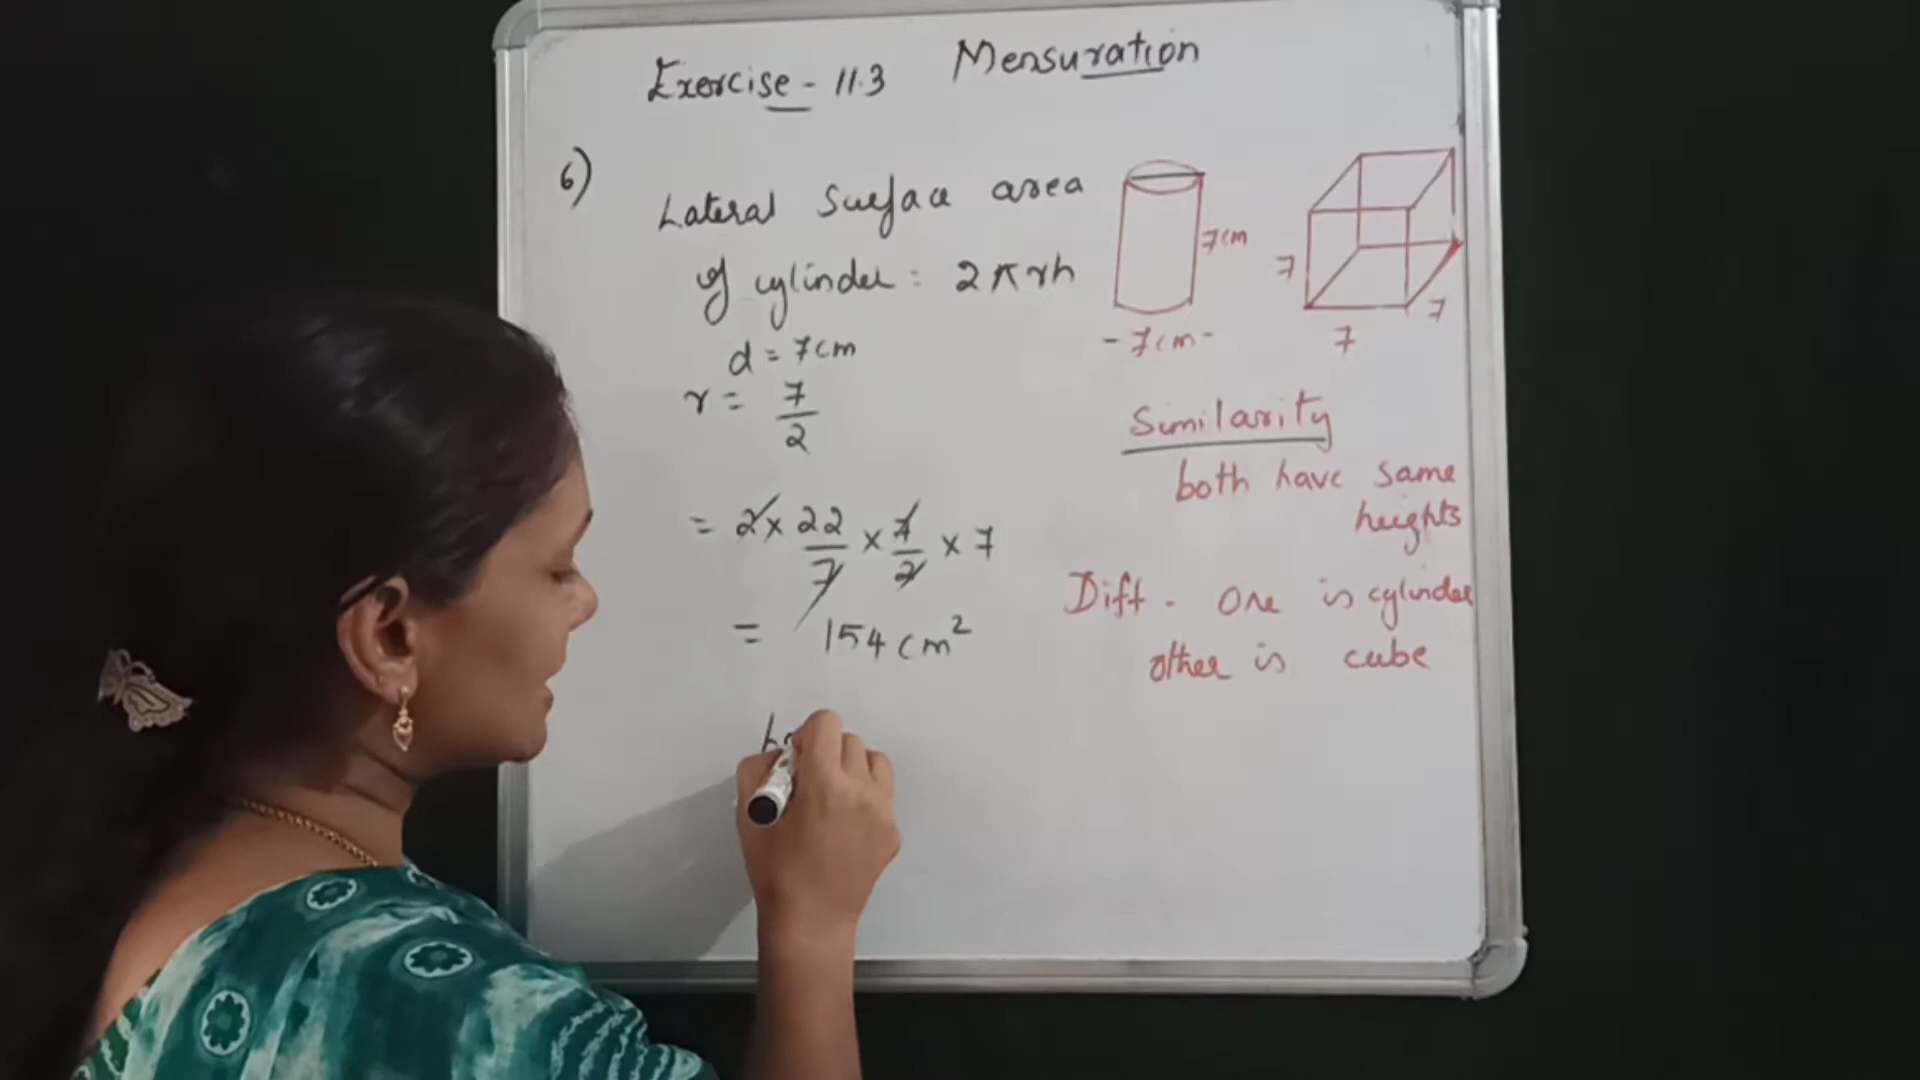 Exercise - 11.3 Mensuration
6)
Lateral Surface area
of cylinder = 2πrh
d = 7cm
r = 7/2
= 2 × 22/7 × 7/2 × 7
= 154 cm²
7cm
- 7cm -
7
7
7
Similarity
both have same
heights
Diff. One is cylinder
other is cube